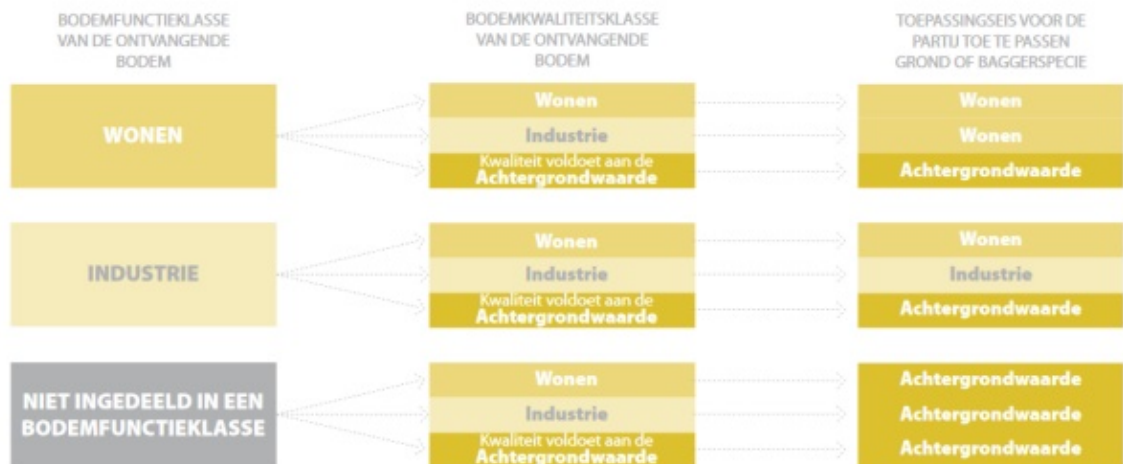 BODEMFUNCTIEKLASSE
VAN DE ONTVANGENDE
BODEM
BODEMKWALITEITSKLASSE
VAN DE ONTVANGENDE
BODEM
TOEPASSINGSEIS VOOR DE
PARTIJ TOE TE PASSEN
GROND OF BAGGERSPECIE
WONEN
Wonen
Industrie
Kwaliteit voldoet aan de
Achtergrondwaarde
Wonen
Wonen
Achtergrondwaarde
INDUSTRIE
Wonen
Industrie
Kwaliteit voldoet aan de
Achtergrondwaarde
Wonen
Industrie
Achtergrondwaarde
NIET INGEDEELD IN EEN
BODEMFUNCTIEKLASSE
Wonen
Industrie
Kwaliteit voldoet aan de
Achtergrondwaarde
Achtergrondwaarde
Achtergrondwaarde
Achtergrondwaarde